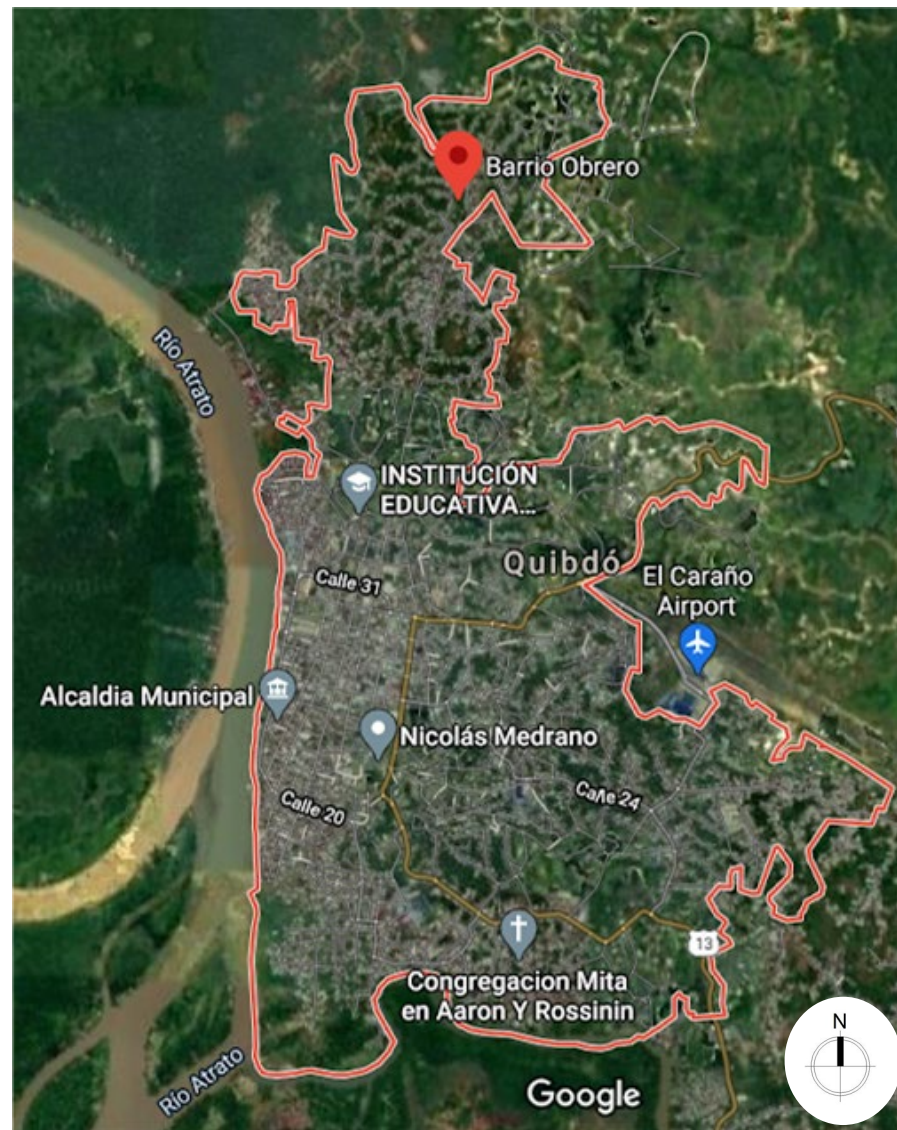 Barrio Obrero
Río Atrato
INSTITUCIÓN
EDUCATIVA...
Quibdó
Calle 31
El Caraño
Airport
Alcaldia Municipal
Nicolás Medrano
Calle 20
Calle 24
13
Congregacion Mita
en Aaron Y Rossinin
Río Atrato
Google
N